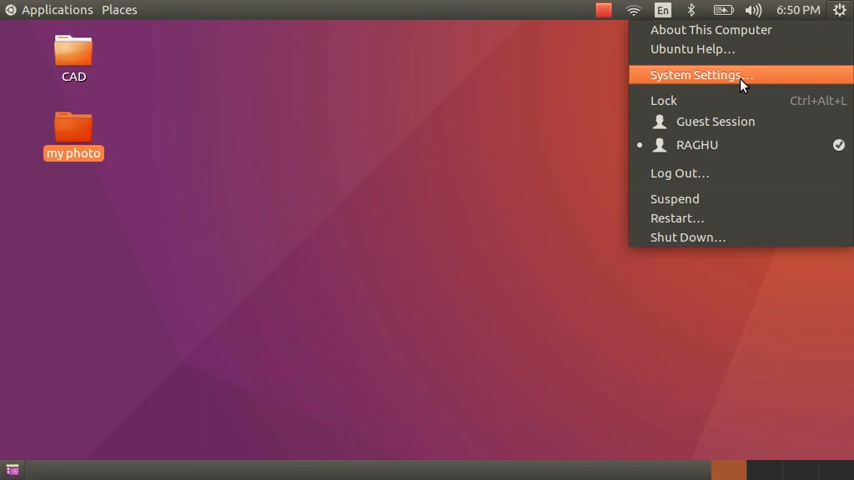 Applications Places En 6:50 PM
About This Computer
Ubuntu Help...
System Settings...
Lock Ctrl+Alt+L
Guest Session
RAGHU
Log Out...
Suspend
Restart...
Shut Down...
CAD
my photo